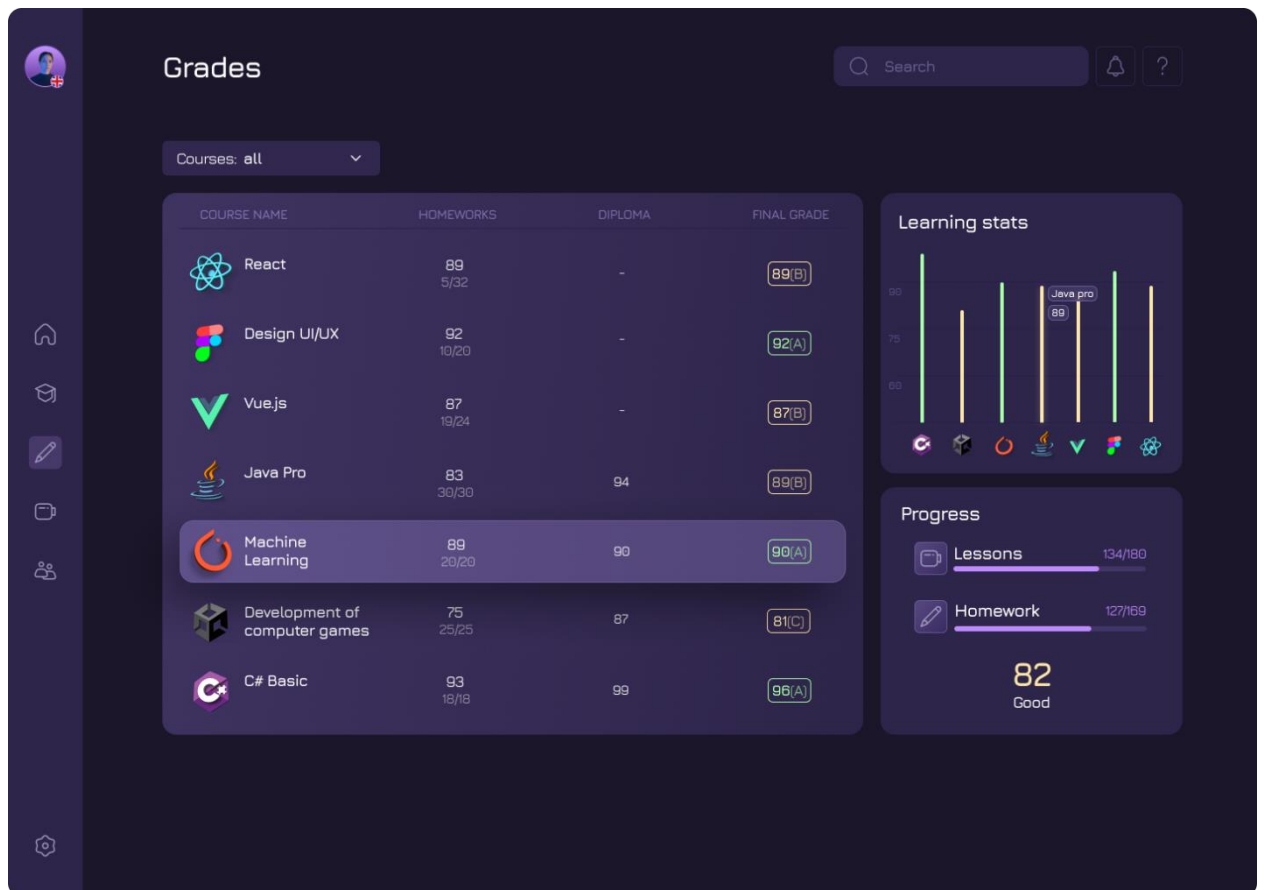 Grades
Search
?
Courses: all
COURSE NAME HOMEWORKS DIPLOMA FINAL GRADE
React 89 5/32 - 89(B)
Design UI/UX 92 10/20 - 92(A)
Vue.js 87 19/24 - 87(B)
Java Pro 83 30/30 94 89(B)
Machine
Learning 89 20/20 90 90(A)
Development of
computer games 75 25/25 87 81(C)
C# Basic 93 18/18 99 96(A)
Learning stats
90
Java pro
89
75
60
Progress
Lessons 134/180
Homework 127/169
82
Good